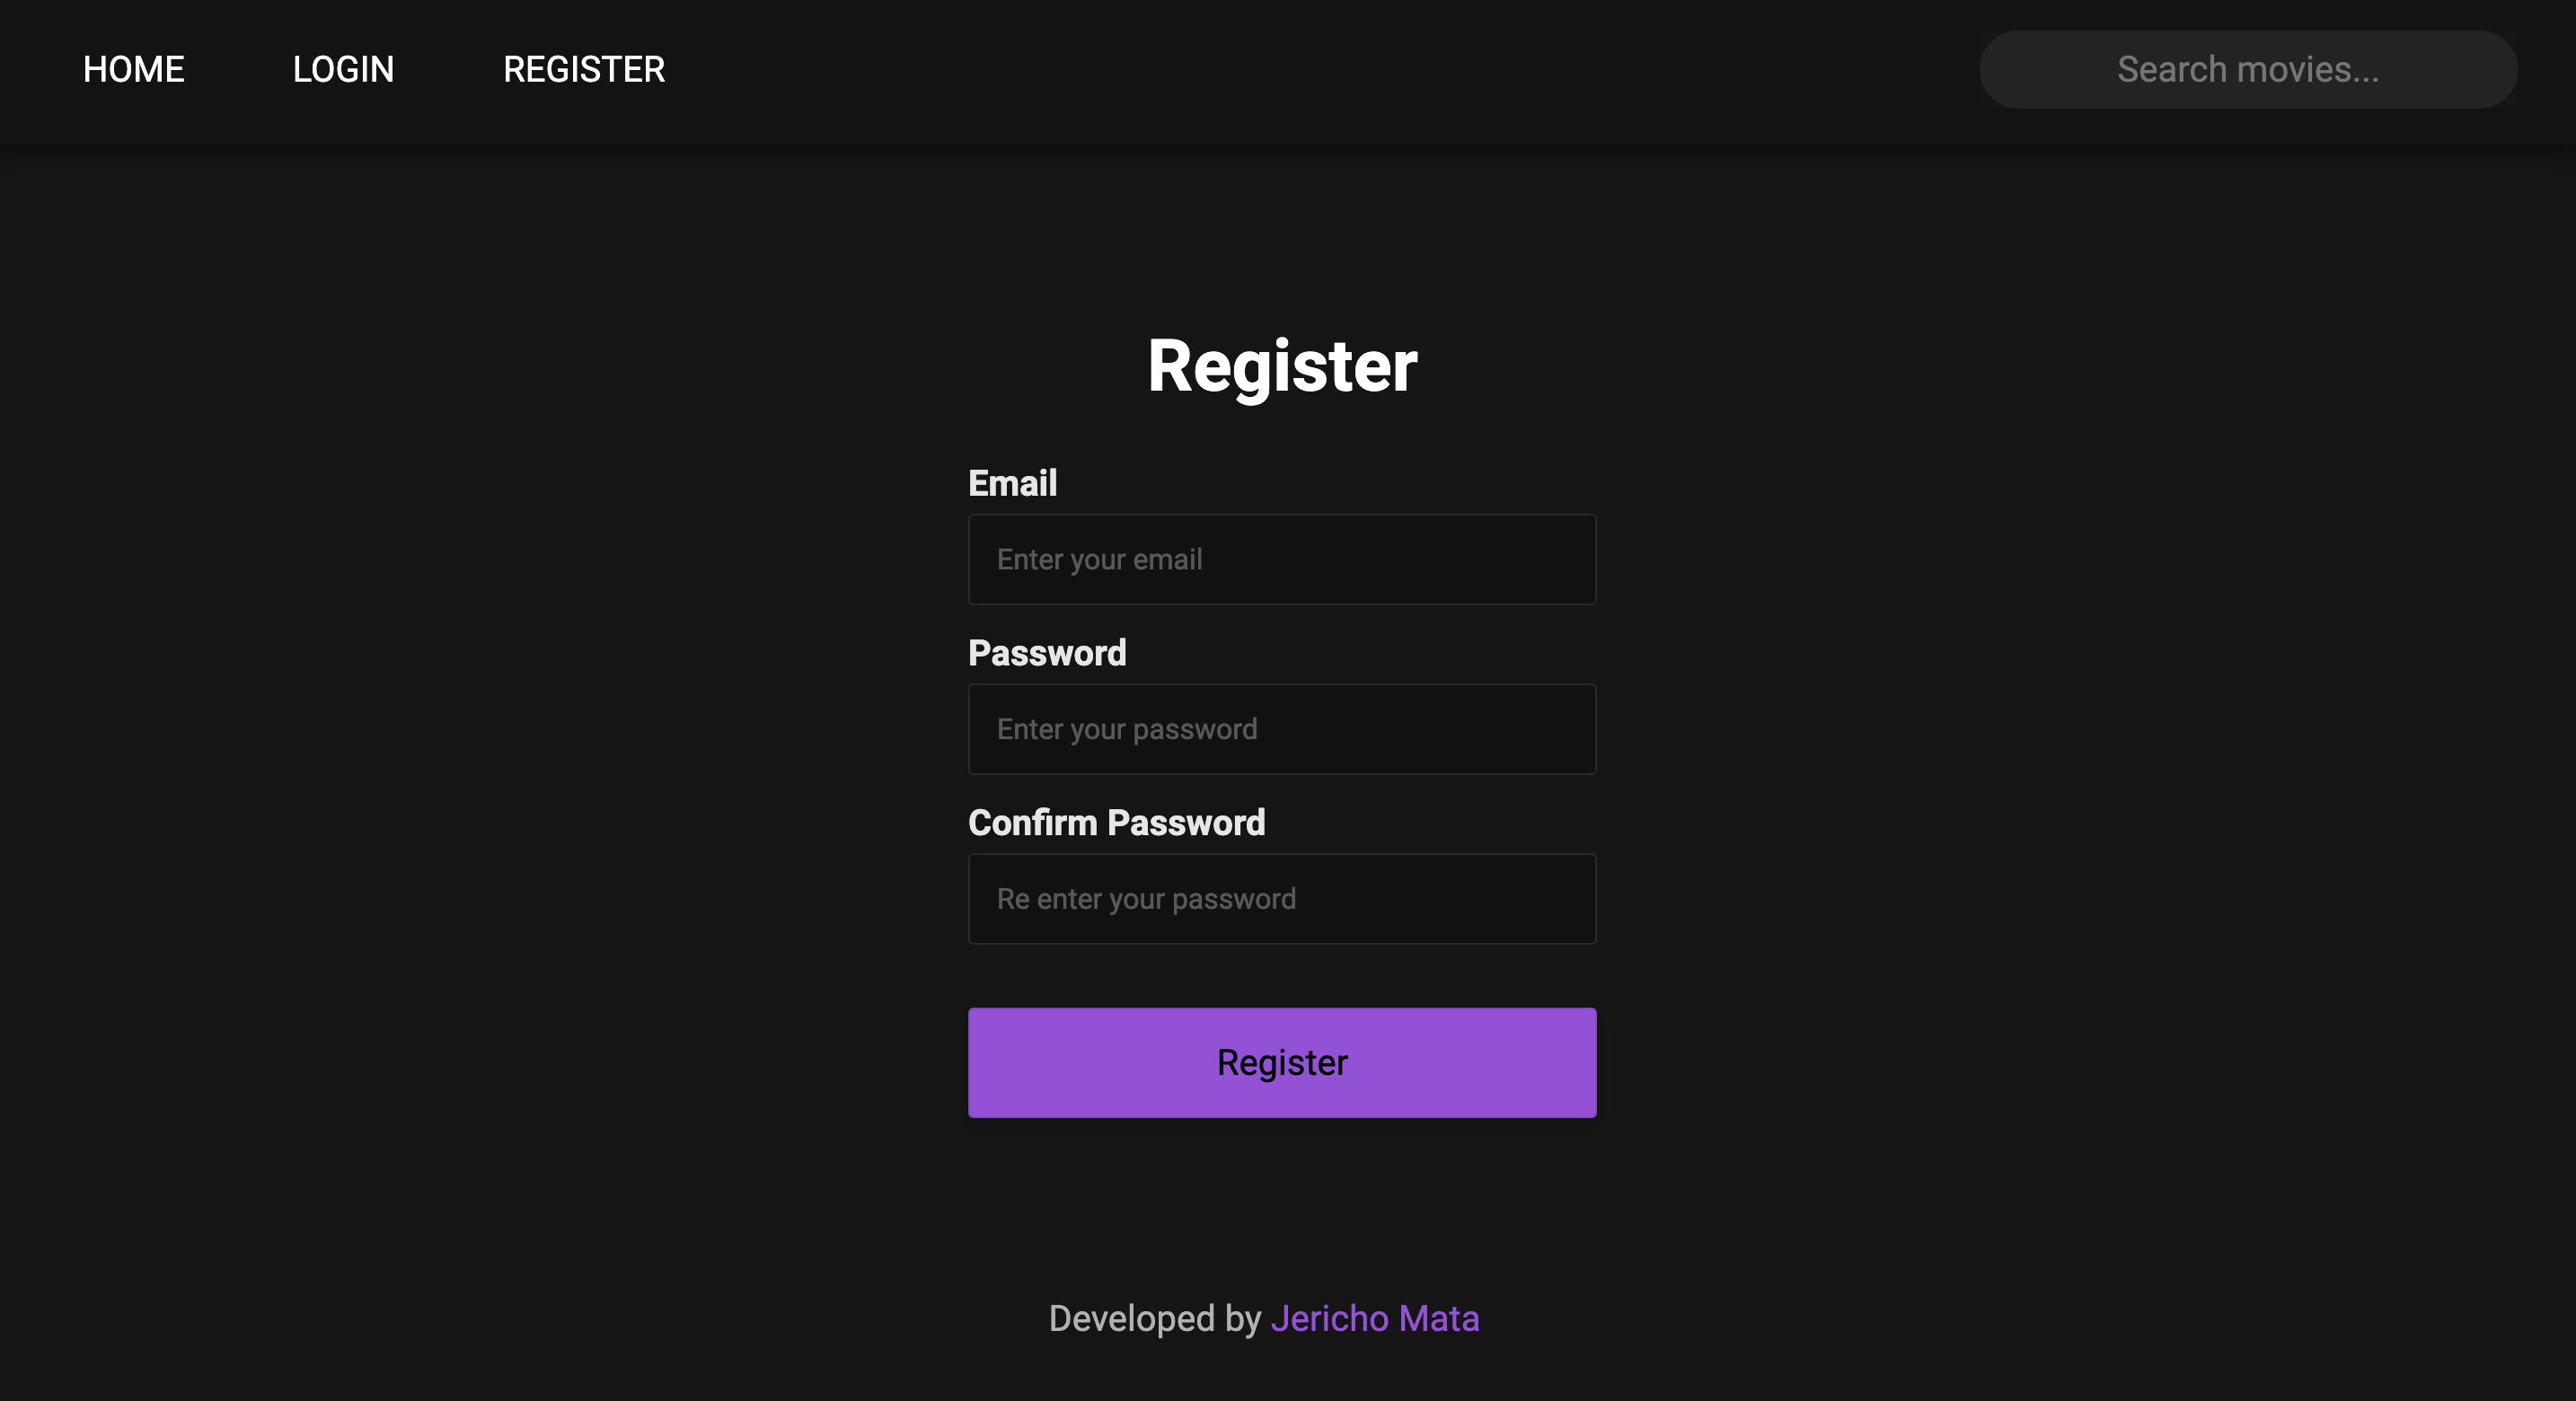 HOME LOGIN REGISTER Search movies...
Register
Email
Enter your email
Password
Enter your password
Confirm Password
Re enter your password
Register
Developed by Jericho Mata